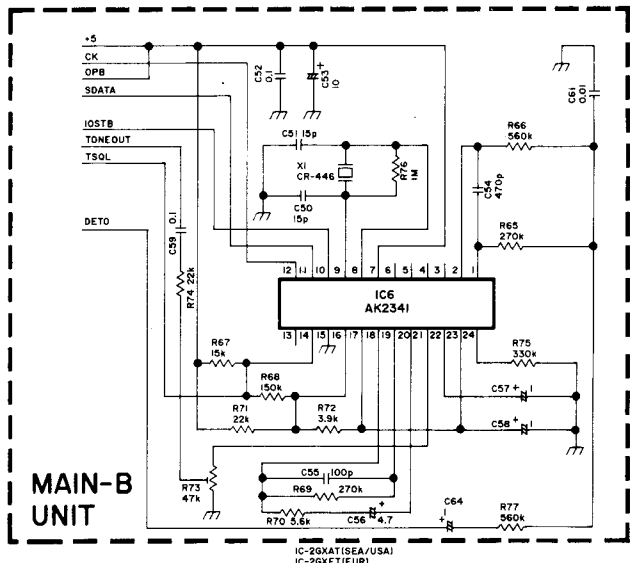 +5
CK
OPB
SDATA
IOSTB
TONEOUT
TSQL
DETO
C52
0.1
+
C53
10
C61
0.01
C51 15p
X1
CR-446
R76
1M
C50
15p
R66
560k
C54
470p
R65
270k
C59
0.1
R74 22k
12 11 10 9 8 7 6 5 4 3 2 1
IC6
AK2341
13 14 15 16 17 18 19 20 21 22 23 24
R67
15k
R68
150k
R71
22k
R72
3.9k
R75
330k
C57 + 1
C58 + 1
R73
47k
C55 100p
R69 270k
R70 5.6k
C56 + 4.7
C64
+ 1
R77
560k
MAIN-B
UNIT
IC-2GXAT(SEA/USA)
IC-2GXET(EUR)